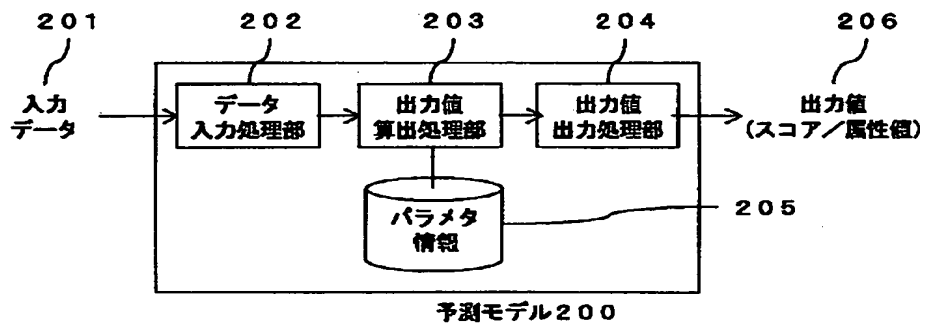 201
202
203
204
206
入力
データ
データ
入力処理部
出力値
算出処理部
出力値
出力処理部
出力値
(スコア/属性値)
パラメタ
情報
205
予測モデル200